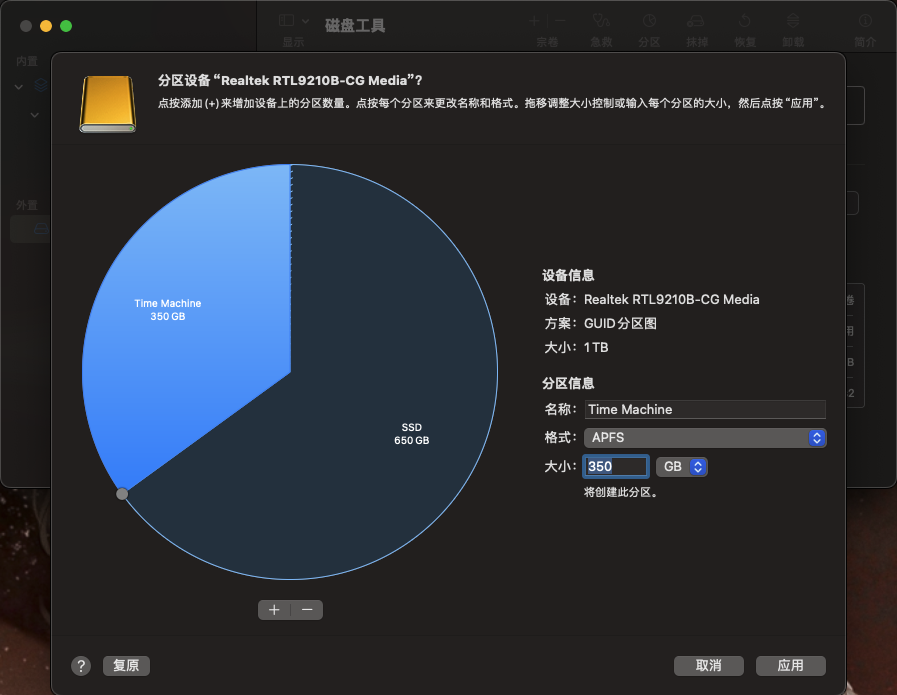 磁盘工具
显示
宗卷
急救
分区
抹掉
恢复
卸载
简介
内置
外置
分区设备“Realtek RTL9210B-CG Media”？
点按添加 (+) 来增加设备上的分区数量。点按每个分区来更改名称和格式。拖移调整大小控制或输入每个分区的大小，然后点按“应用”。
Time Machine
350 GB
SSD
650 GB
设备信息
设备： Realtek RTL9210B-CG Media
方案： GUID 分区图
大小： 1 TB
分区信息
名称： Time Machine
格式： APFS
大小： 350 GB
将创建此分区。
+ −
? 复原 取消 应用